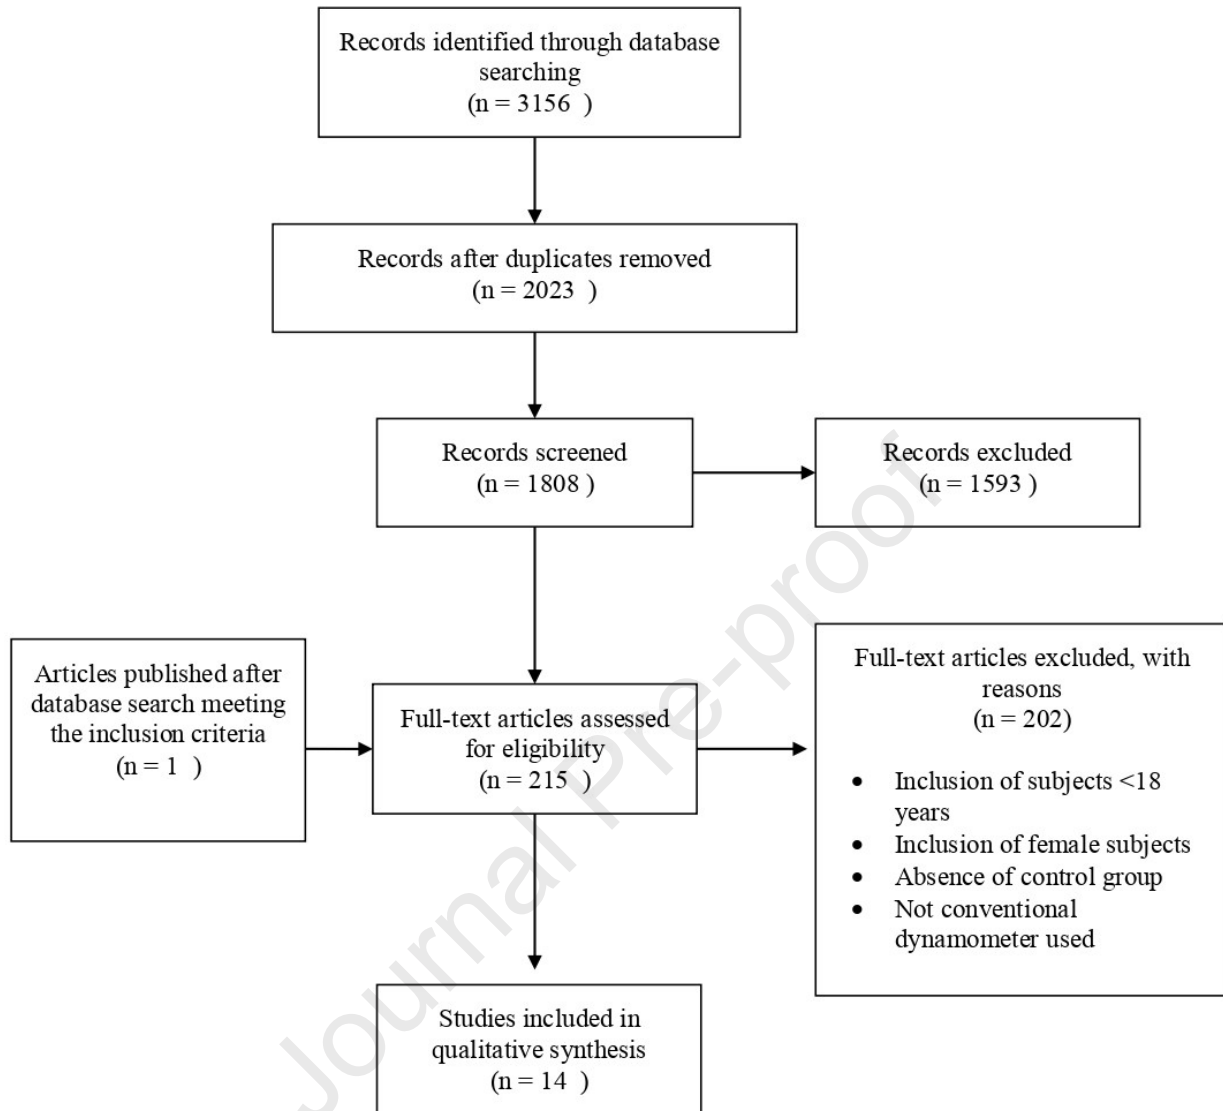 Records identified through database
searching
(n = 3156 )
Records after duplicates removed
(n = 2023 )
Records screened
(n = 1808 )
Records excluded
(n = 1593 )
Articles published after
database search meeting
the inclusion criteria
(n = 1 )
Full-text articles assessed
for eligibility
(n = 215 )
Full-text articles excluded, with
reasons
(n = 202)
• Inclusion of subjects <18
years
• Inclusion of female subjects
• Absence of control group
• Not conventional
dynamometer used
Studies included in
qualitative synthesis
(n = 14 )
Journal Pre-proof